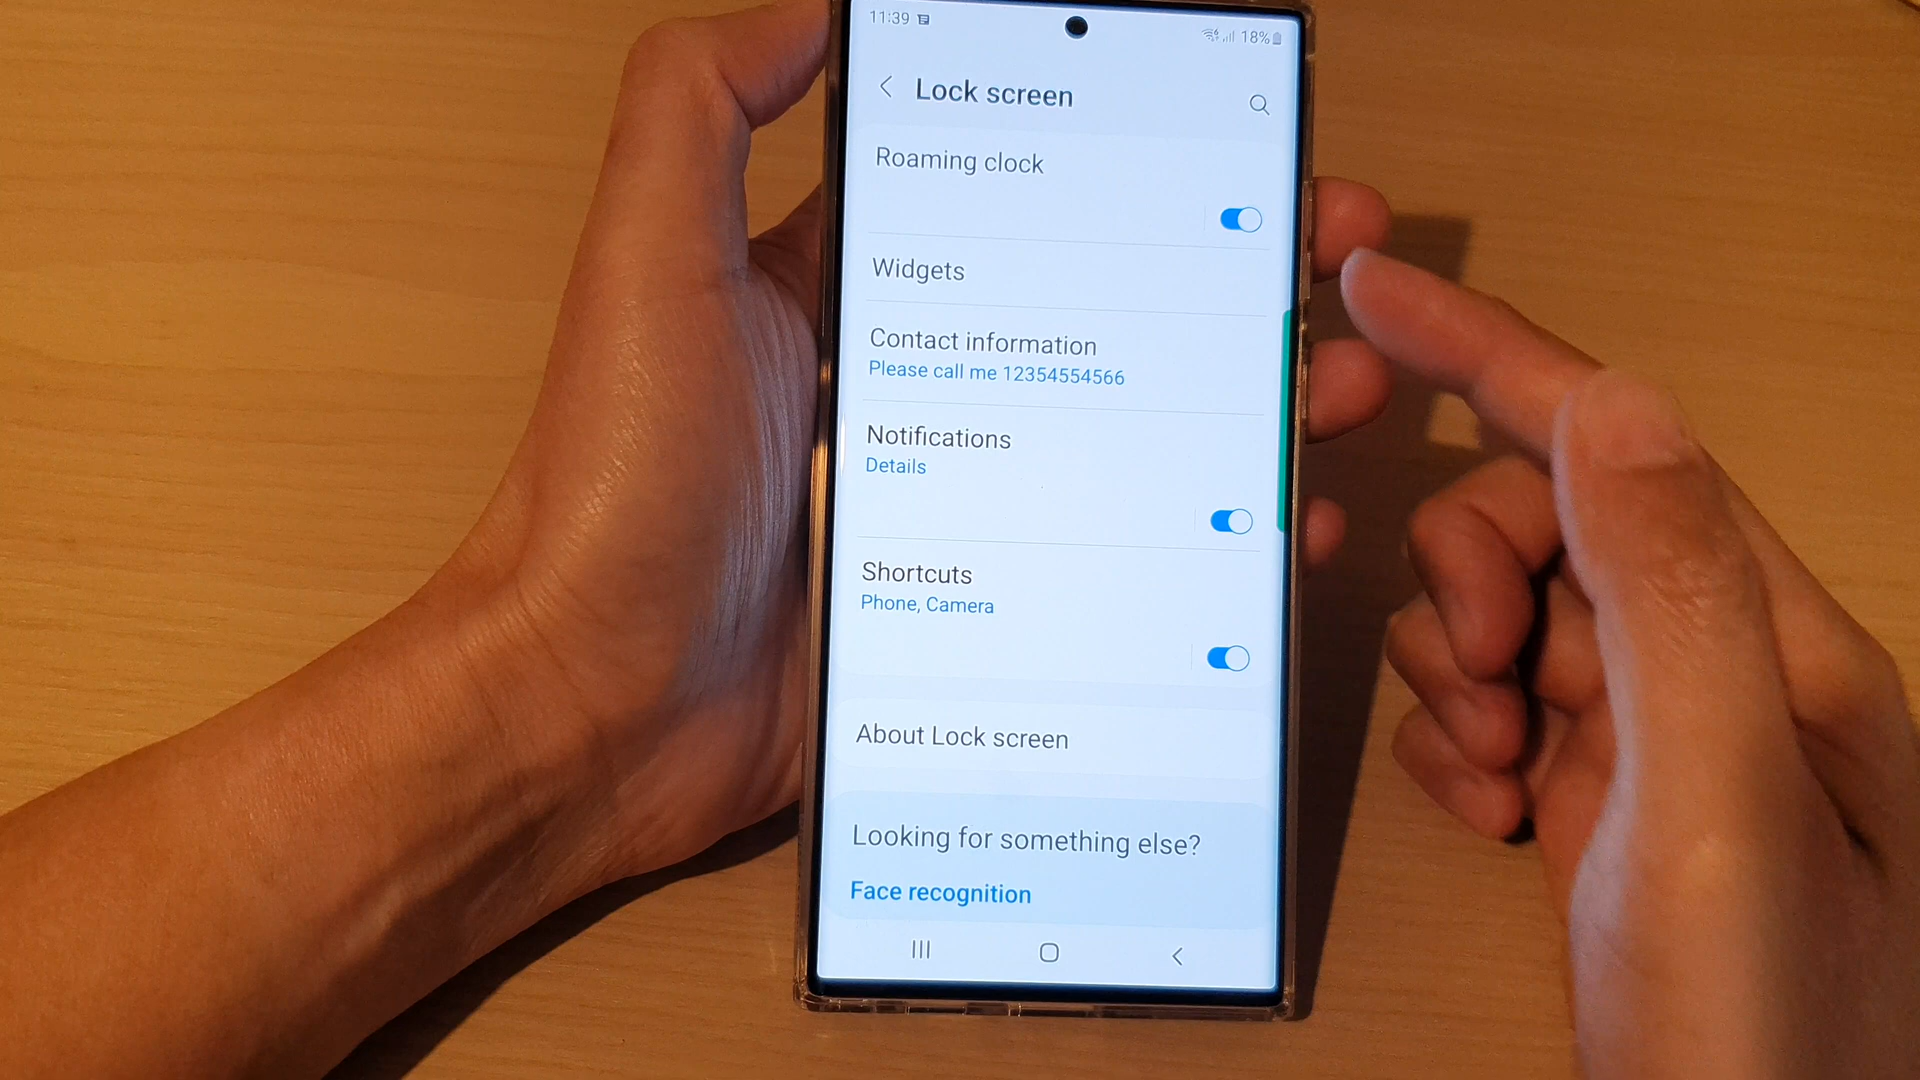 11:39
18%
Lock screen
Roaming clock
Widgets
Contact information
Please call me 12354554566
Notifications
Details
Shortcuts
Phone, Camera
About Lock screen
Looking for something else?
Face recognition